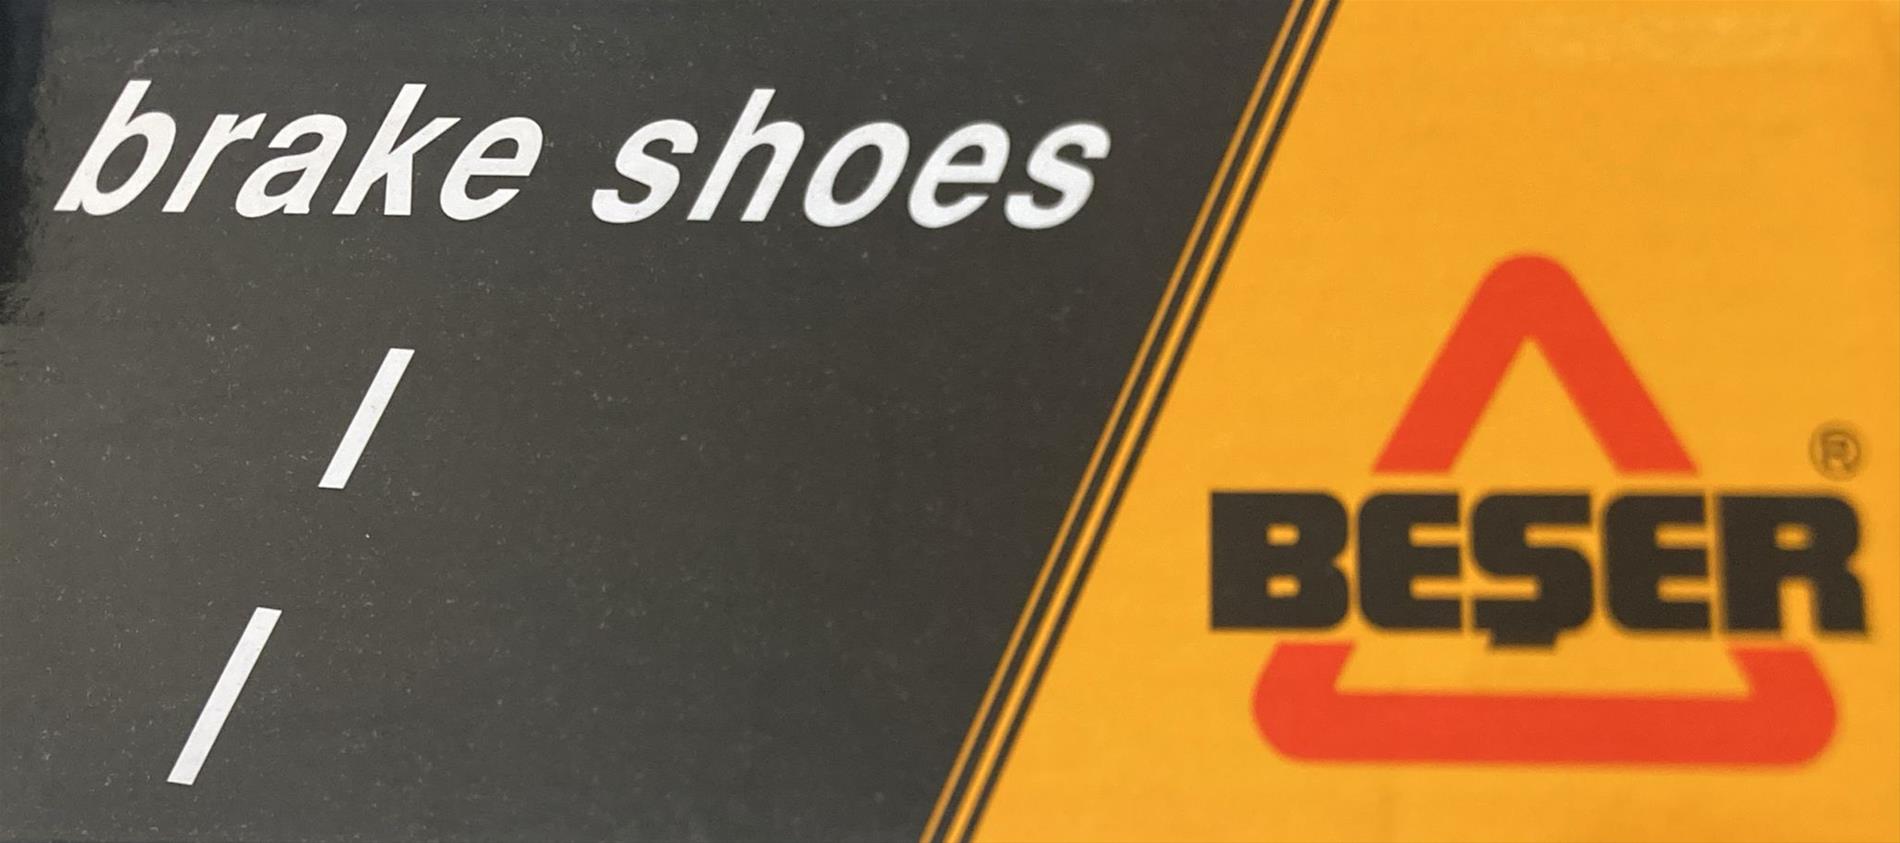 brake shoes
/
/
BEŞER ®